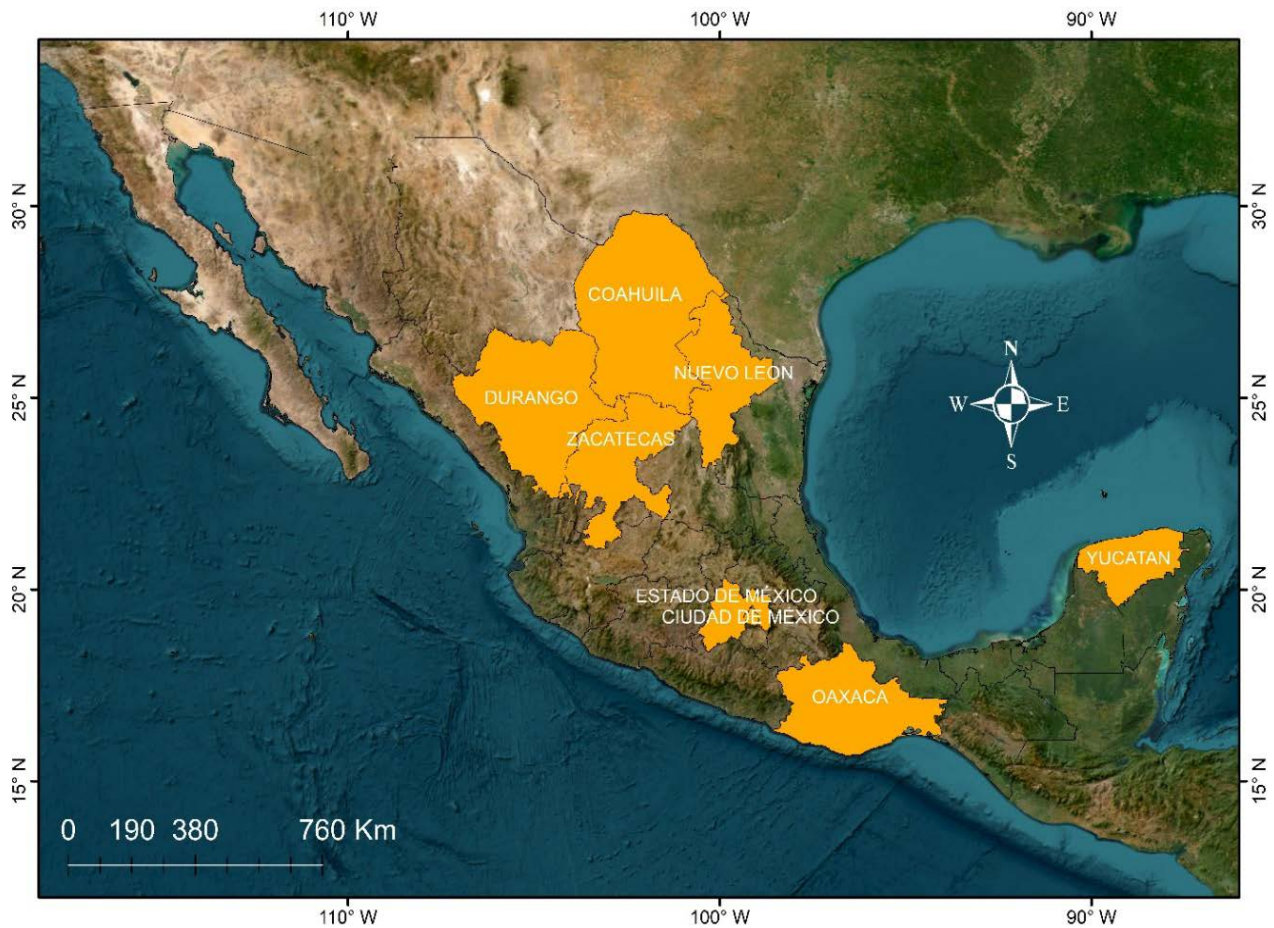 110° W 100° W 90° W
30° N 30° N
COAHUILA
NUEVO LEON
N
W E
S
25° N 25° N
DURANGO
ZACATECAS
YUCATAN
20° N 20° N
ESTADO DE MÉXICO
CIUDAD DE MÉXICO
OAXACA
15° N 15° N
0 190 380 760 Km
110° W 100° W 90° W